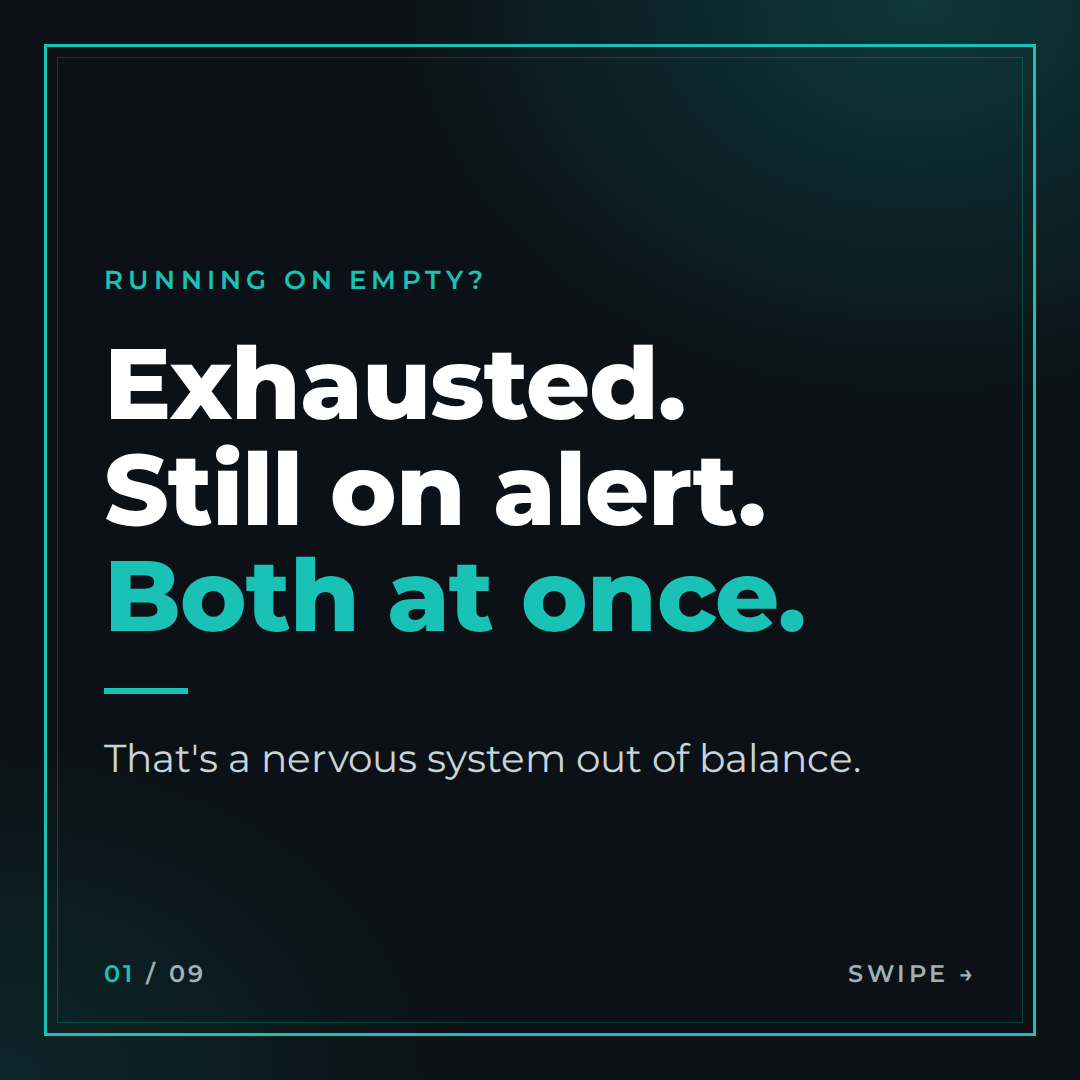 RUNNING ON EMPTY?
Exhausted.
Still on alert.
Both at once.
That's a nervous system out of balance.
01 / 09
SWIPE →